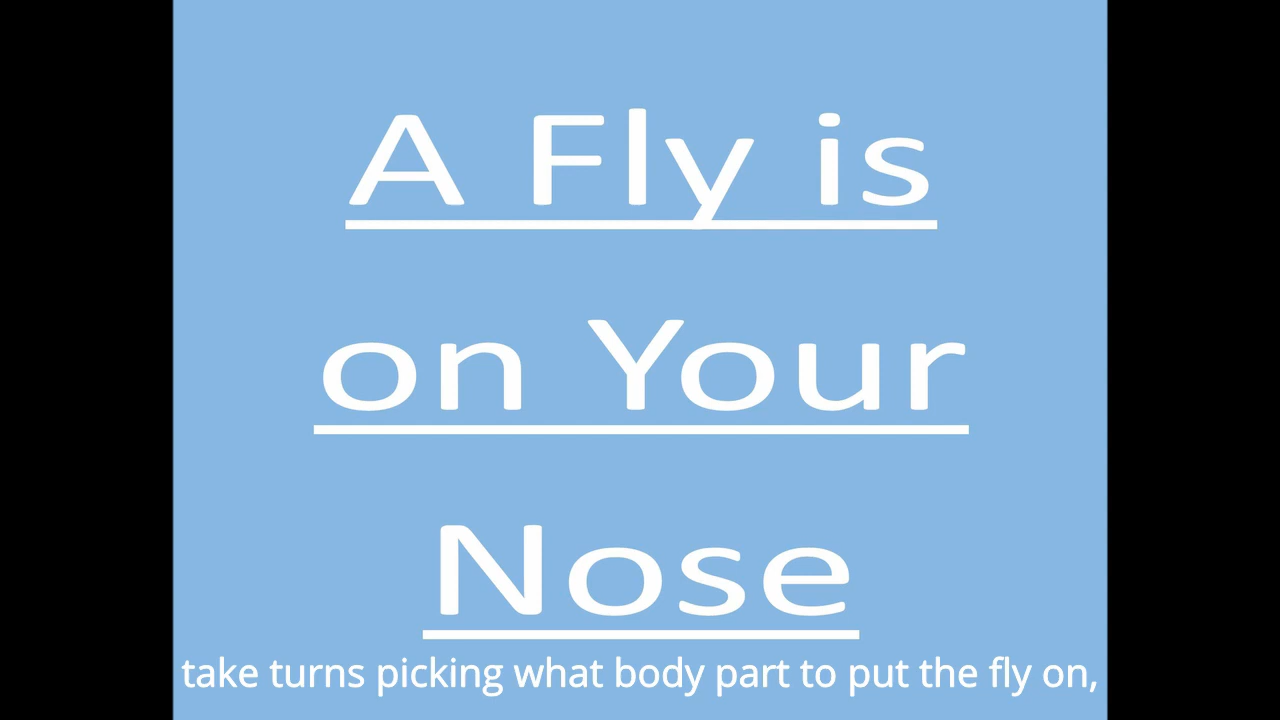 A Fly is
on Your
Nose
take turns picking what body part to put the fly on,